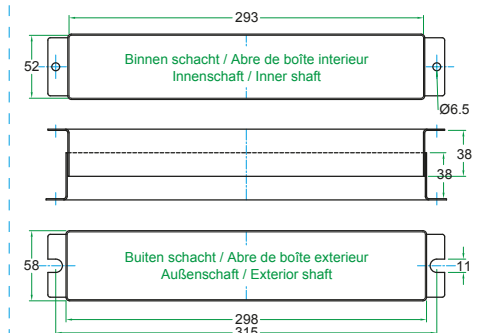 293
52
Binnen schacht / Abre de boîte interieur
Innenschaft / Inner shaft
Ø6.5
38
38
58
Buiten schacht / Abre de boîte exterieur
Außenschaft / Exterior shaft
11
298
315